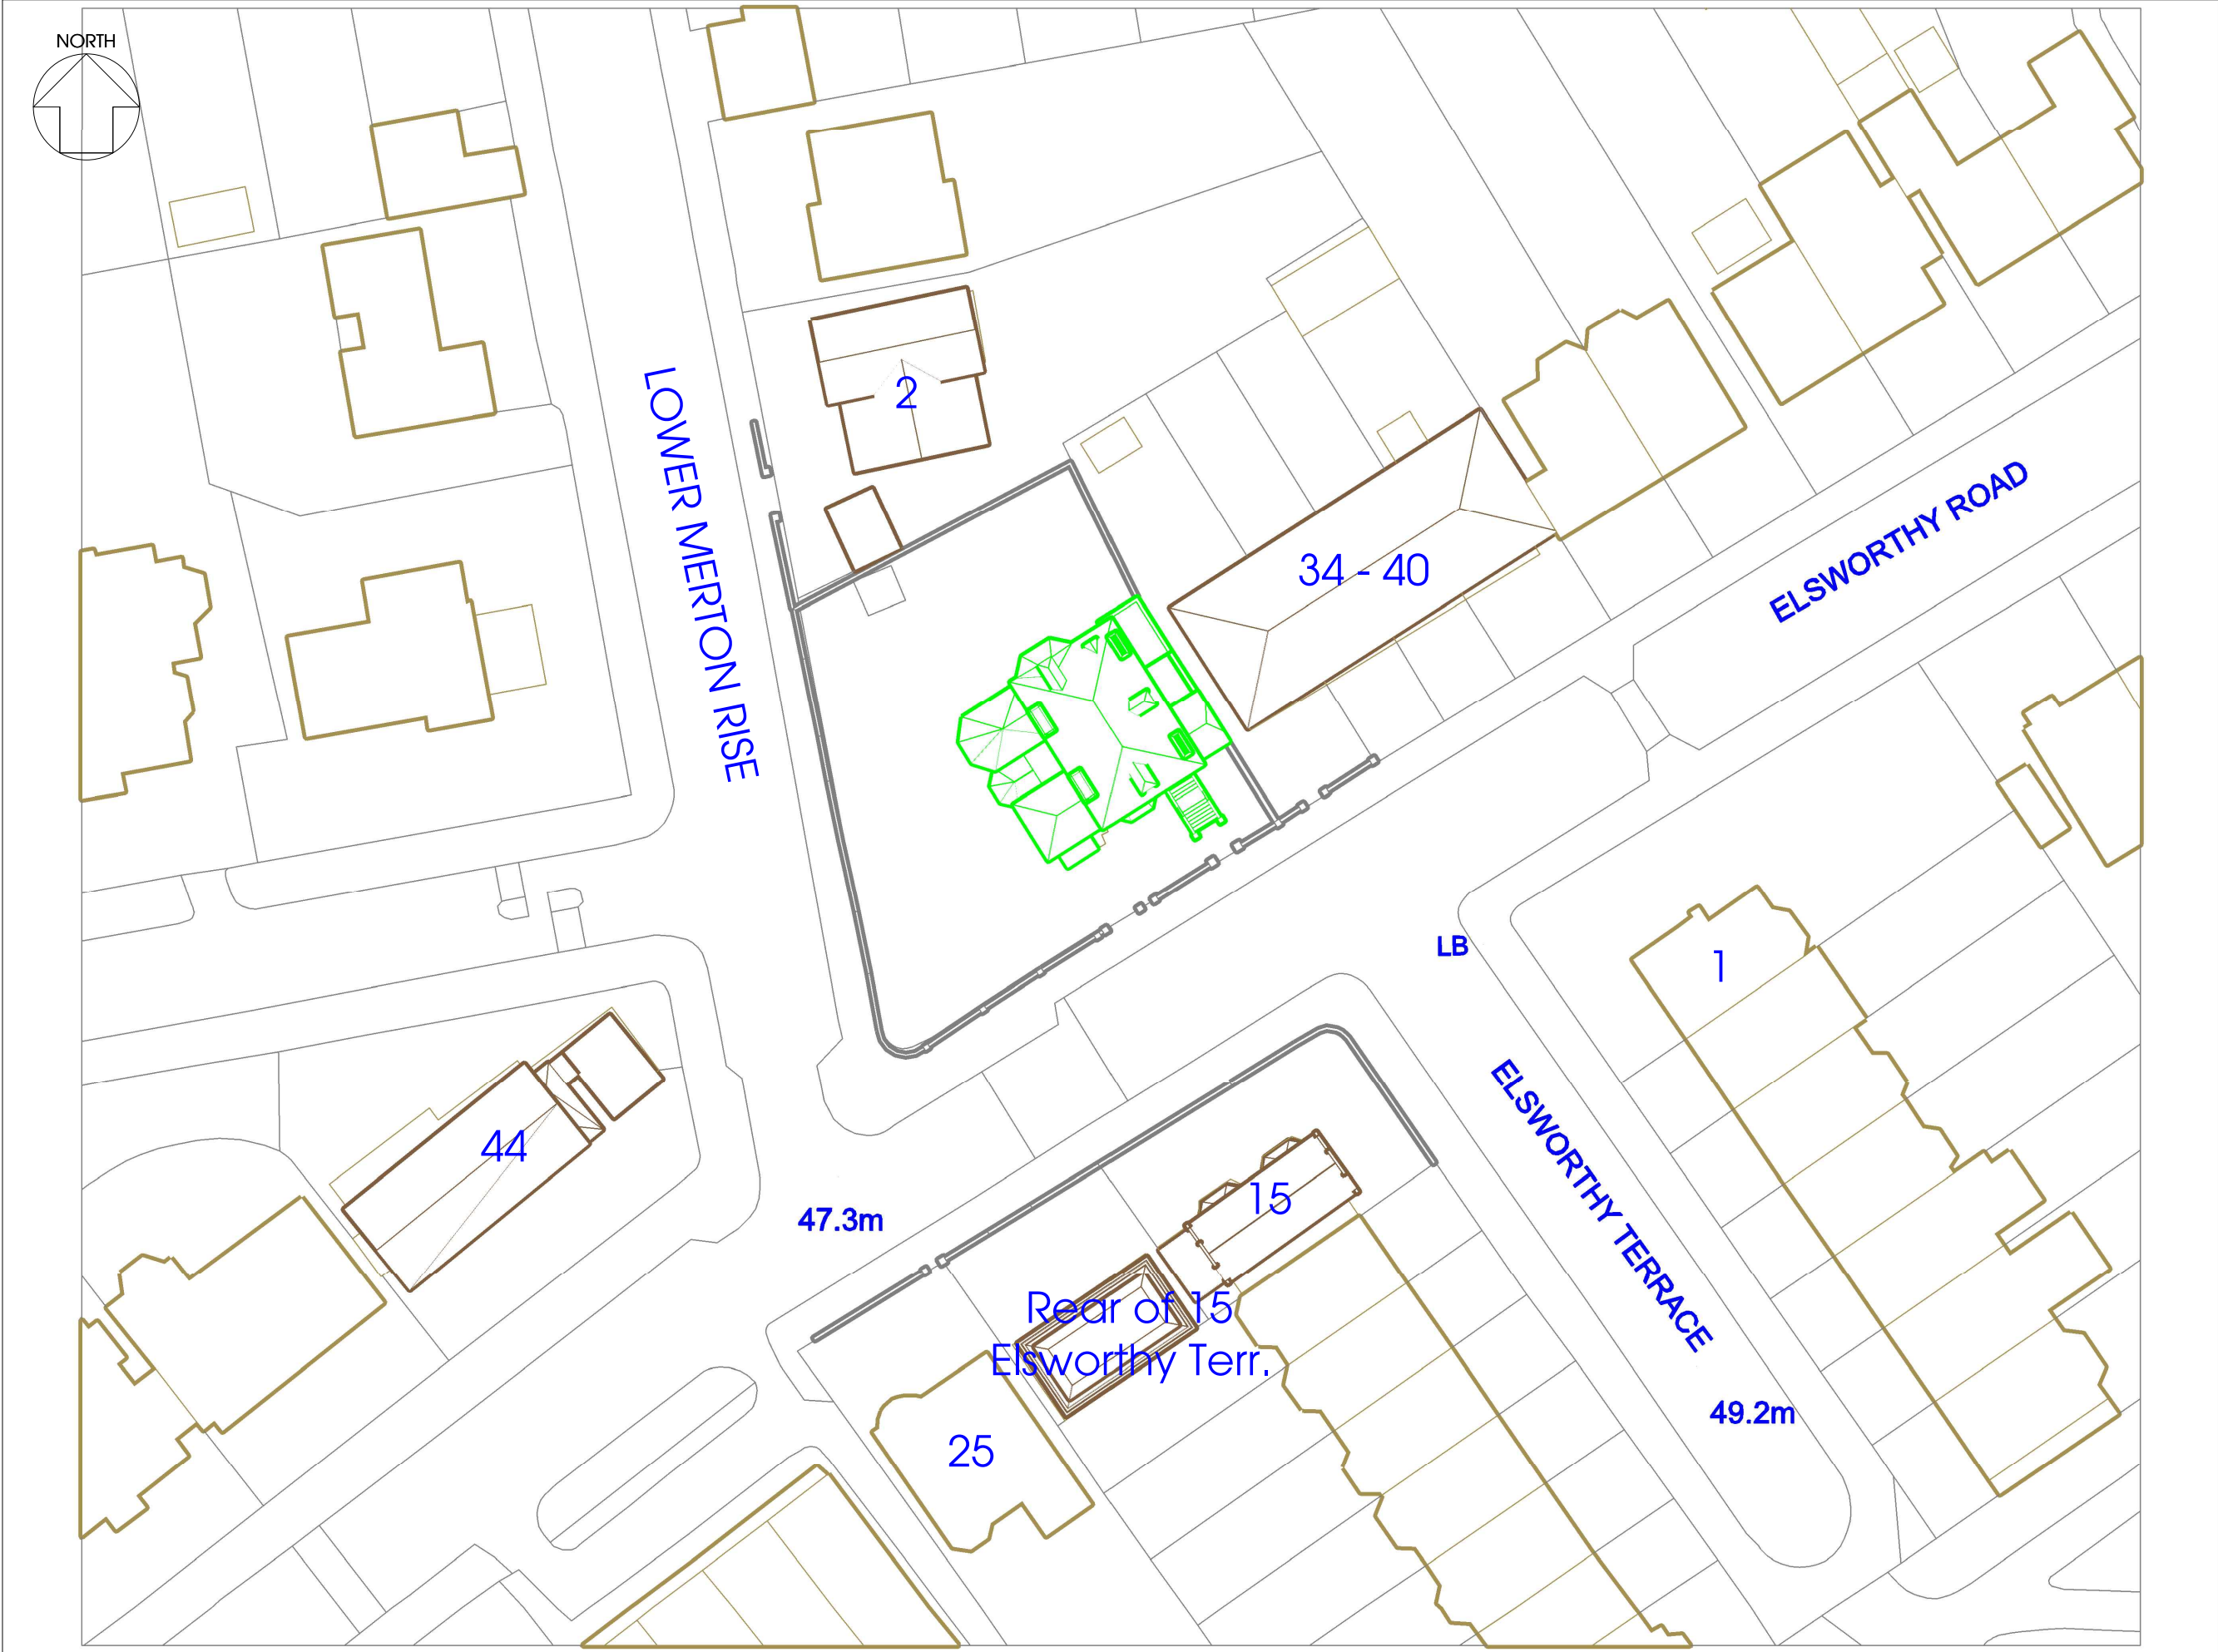 NORTH
2
LOWER MERTON RISE
34 - 40
ELSWORTHY ROAD
LB
1
44
15
47.3m
ELSWORTHY TERRACE
Rear of 15
Elsworthy Terr.
49.2m
25